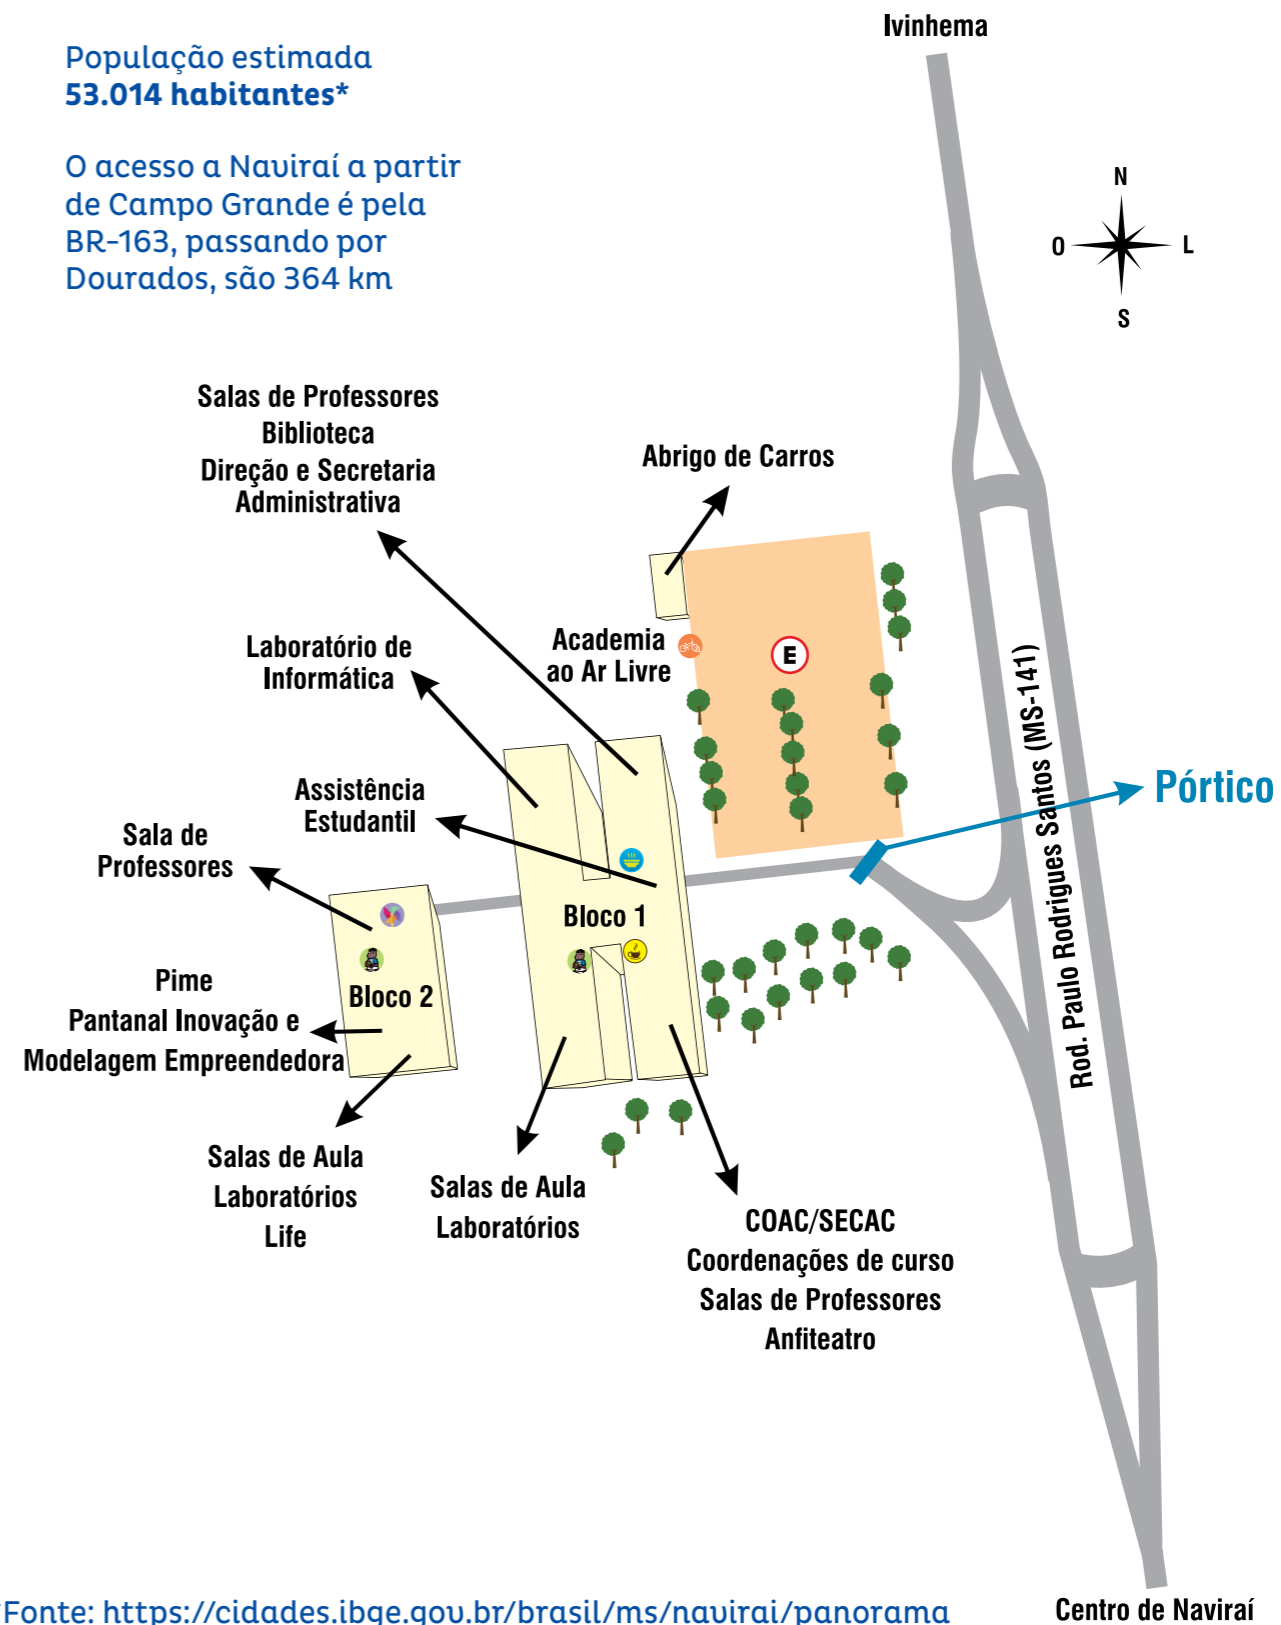 População estimada
53.014 habitantes*
O acesso a Naviraí a partir
de Campo Grande é pela
BR-163, passando por
Dourados, são 364 km
Ivinhema
N
O
L
S
Salas de Professores
Biblioteca
Direção e Secretaria
Administrativa
Abrigo de Carros
Laboratório de
Informática
Academia
ao Ar Livre
E
Assistência
Estudantil
Rod. Paulo Rodrigues Santos (MS-141)
Pórtico
Sala de
Professores
Bloco 1
Pime
Pantanal Inovação e
Modelagem Empreendedora
Bloco 2
Salas de Aula
Laboratórios
Life
Salas de Aula
Laboratórios
COAC/SECAC
Coordenações de curso
Salas de Professores
Anfiteatro
*Fonte: https://cidades.ibge.gov.br/brasil/ms/navirai/panorama
Centro de Naviraí